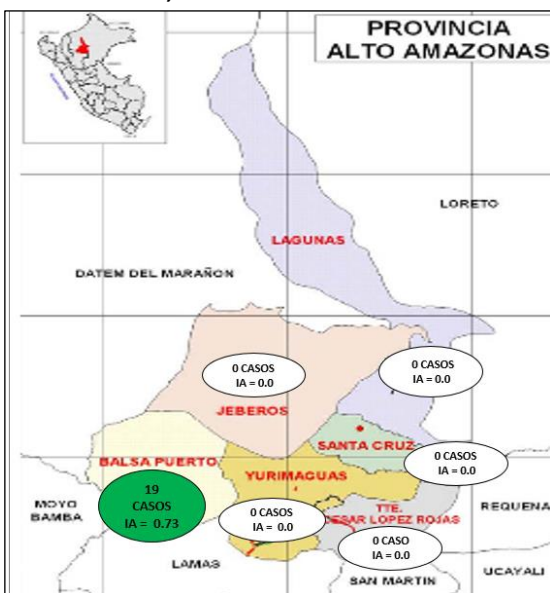 PROVINCIA
ALTO AMAZONAS
LORETO
LAGUNAS
DATEM DEL MARAÑON
0 CASOS
IA = 0.0
0 CASOS
IA = 0.0
JEBEROS
SANTA CRUZ
BALSA PUERTO
YURIMAGUAS
0 CASOS
IA = 0.0
19
CASOS
IA = 0.73
MOYO
BAMBA
0 CASOS
IA = 0.0
TTE.
CESAR LOPEZ ROJAS
REQUENA
0 CASO
IA = 0.0
LAMAS
SAN MARTIN
UCAYALI